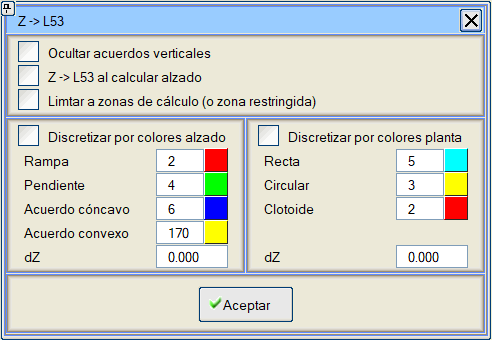 Z -> L53
Ocultar acuerdos verticales
Z -> L53 al calcular alzado
Limtar a zonas de cálculo (o zona restringida)
Discretizar por colores alzado
Rampa 2
Pendiente 4
Acuerdo cóncavo 6
Acuerdo convexo 170
dZ 0.000
Discretizar por colores planta
Recta 5
Circular 3
Clotoide 2
dZ 0.000
Aceptar